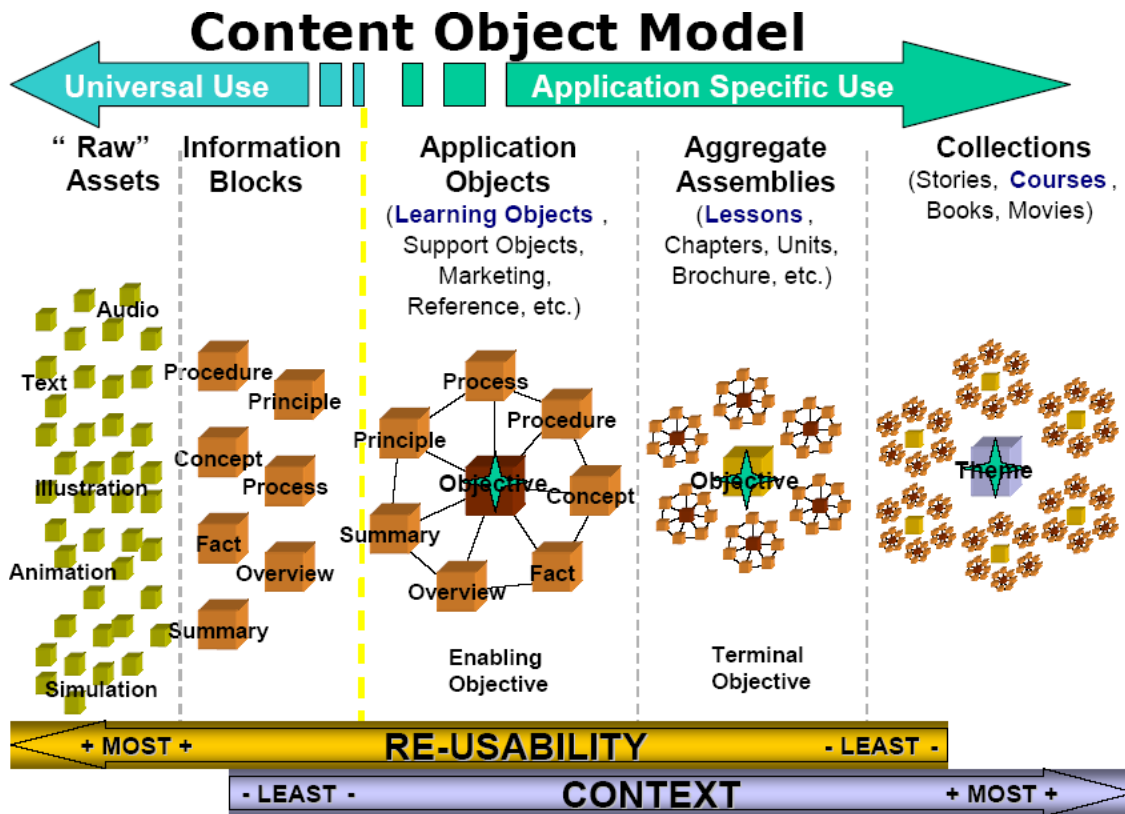 Content Object Model
Universal Use
Application Specific Use
“ Raw”
Assets
Information
Blocks
Application
Objects
(Learning Objects ,
Support Objects,
Marketing,
Reference, etc.)
Aggregate
Assemblies
(Lessons ,
Chapters, Units,
Brochure, etc.)
Collections
(Stories, Courses ,
Books, Movies)
Audio
Text
Illustration
Animation
Simulation
Procedure
Principle
Concept
Process
Fact
Overview
Summary
Process
Procedure
Principle
Objective
Concept
Summary
Fact
Overview
Enabling
Objective
Objective
Terminal
Objective
Theme
+ MOST +
RE-USABILITY
- LEAST -
- LEAST -
CONTEXT
+ MOST +